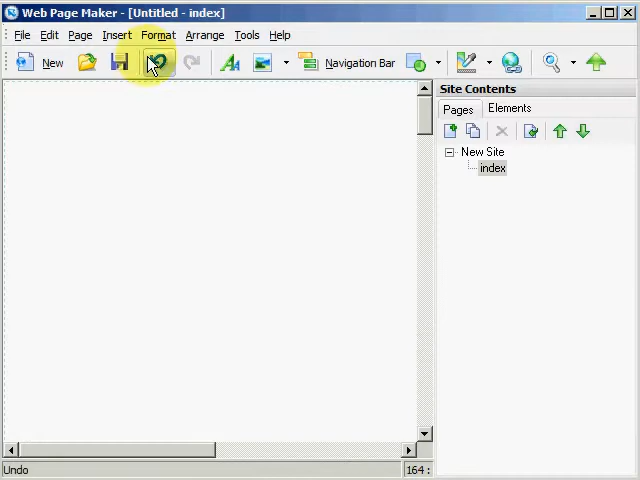 Web Page Maker - [Untitled - index]
File Edit Page Insert Format Arrange Tools Help
New Navigation Bar
Site Contents
Pages Elements
New Site
index
Undo 164 :